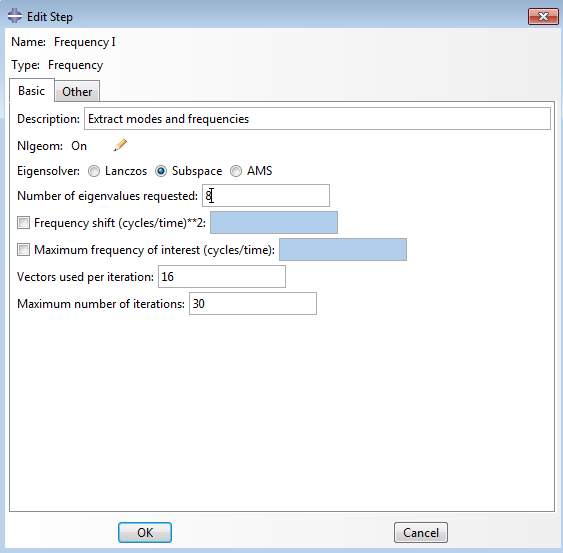 Edit Step
Name: Frequency I
Type: Frequency
Basic Other
Description: Extract modes and frequencies
Nlgeom: On
Eigensolver: Lanczos Subspace AMS
Number of eigenvalues requested: 8
Frequency shift (cycles/time)**2:
Maximum frequency of interest (cycles/time):
Vectors used per iteration: 16
Maximum number of iterations: 30
OK Cancel